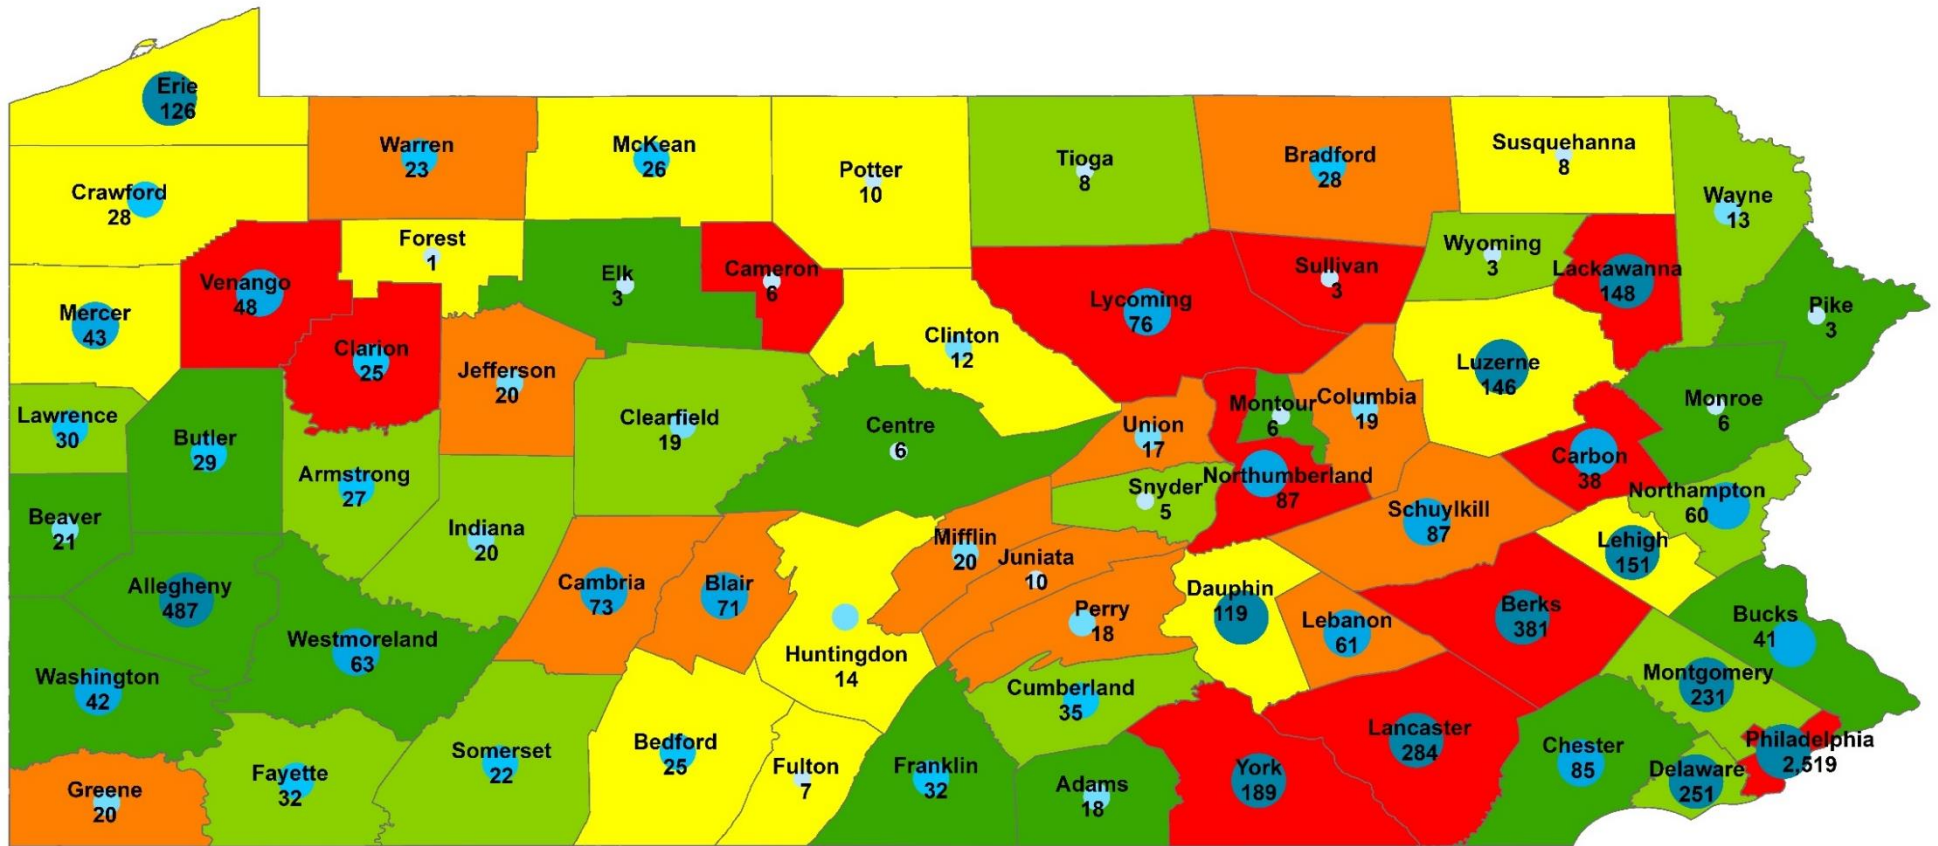 Erie
126
Warren
23
McKean
26
Potter
10
Tioga
8
Bradford
28
Susquehanna
8
Wayne
13
Crawford
28
Forest
1
Venango
48
Elk
3
Cameron
6
Lycoming
76
Sullivan
3
Wyoming
3
Lackawanna
148
Pike
3
Mercer
43
Clarion
25
Jefferson
20
Clinton
12
Luzerne
146
Monroe
6
Lawrence
30
Butler
29
Armstrong
27
Clearfield
19
Centre
6
Union
17
Montour
6
Columbia
19
Carbon
38
Northumberland
87
Snyder
5
Northampton
60
Beaver
21
Indiana
20
Mifflin
20
Juniata
10
Schuylkill
87
Lehigh
151
Allegheny
487
Cambria
73
Blair
71
Huntingdon
14
Perry
18
Dauphin
119
Lebanon
61
Berks
381
Bucks
41
Westmoreland
63
Washington
42
Cumberland
35
Montgomery
231
Greene
20
Fayette
32
Somerset
22
Bedford
25
Fulton
7
Franklin
32
Adams
18
York
189
Lancaster
284
Chester
85
Delaware
251
Philadelphia
2,519